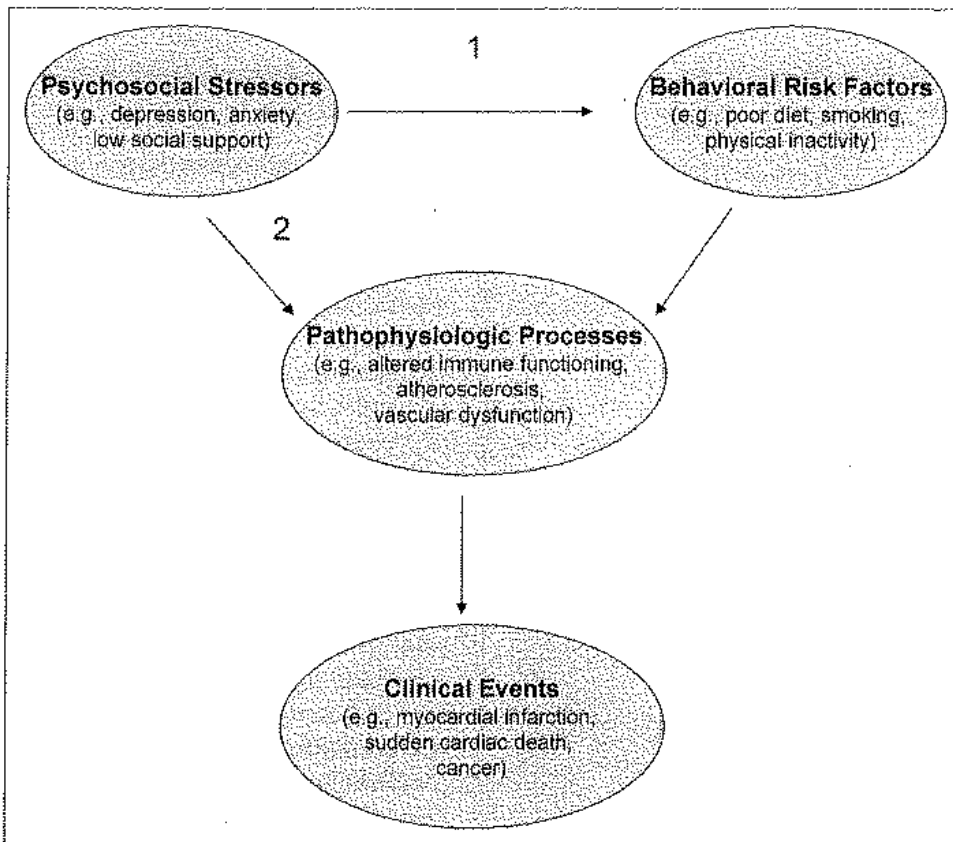 1
Psychosocial Stressors
(e.g., depression, anxiety,
low social support)
Behavioral Risk Factors
(e.g., poor diet, smoking,
physical inactivity)
2
Pathophysiologic Processes
(e.g., altered immune functioning,
atherosclerosis,
vascular dysfunction)
Clinical Events
(e.g., myocardial infarction,
sudden cardiac death,
cancer)